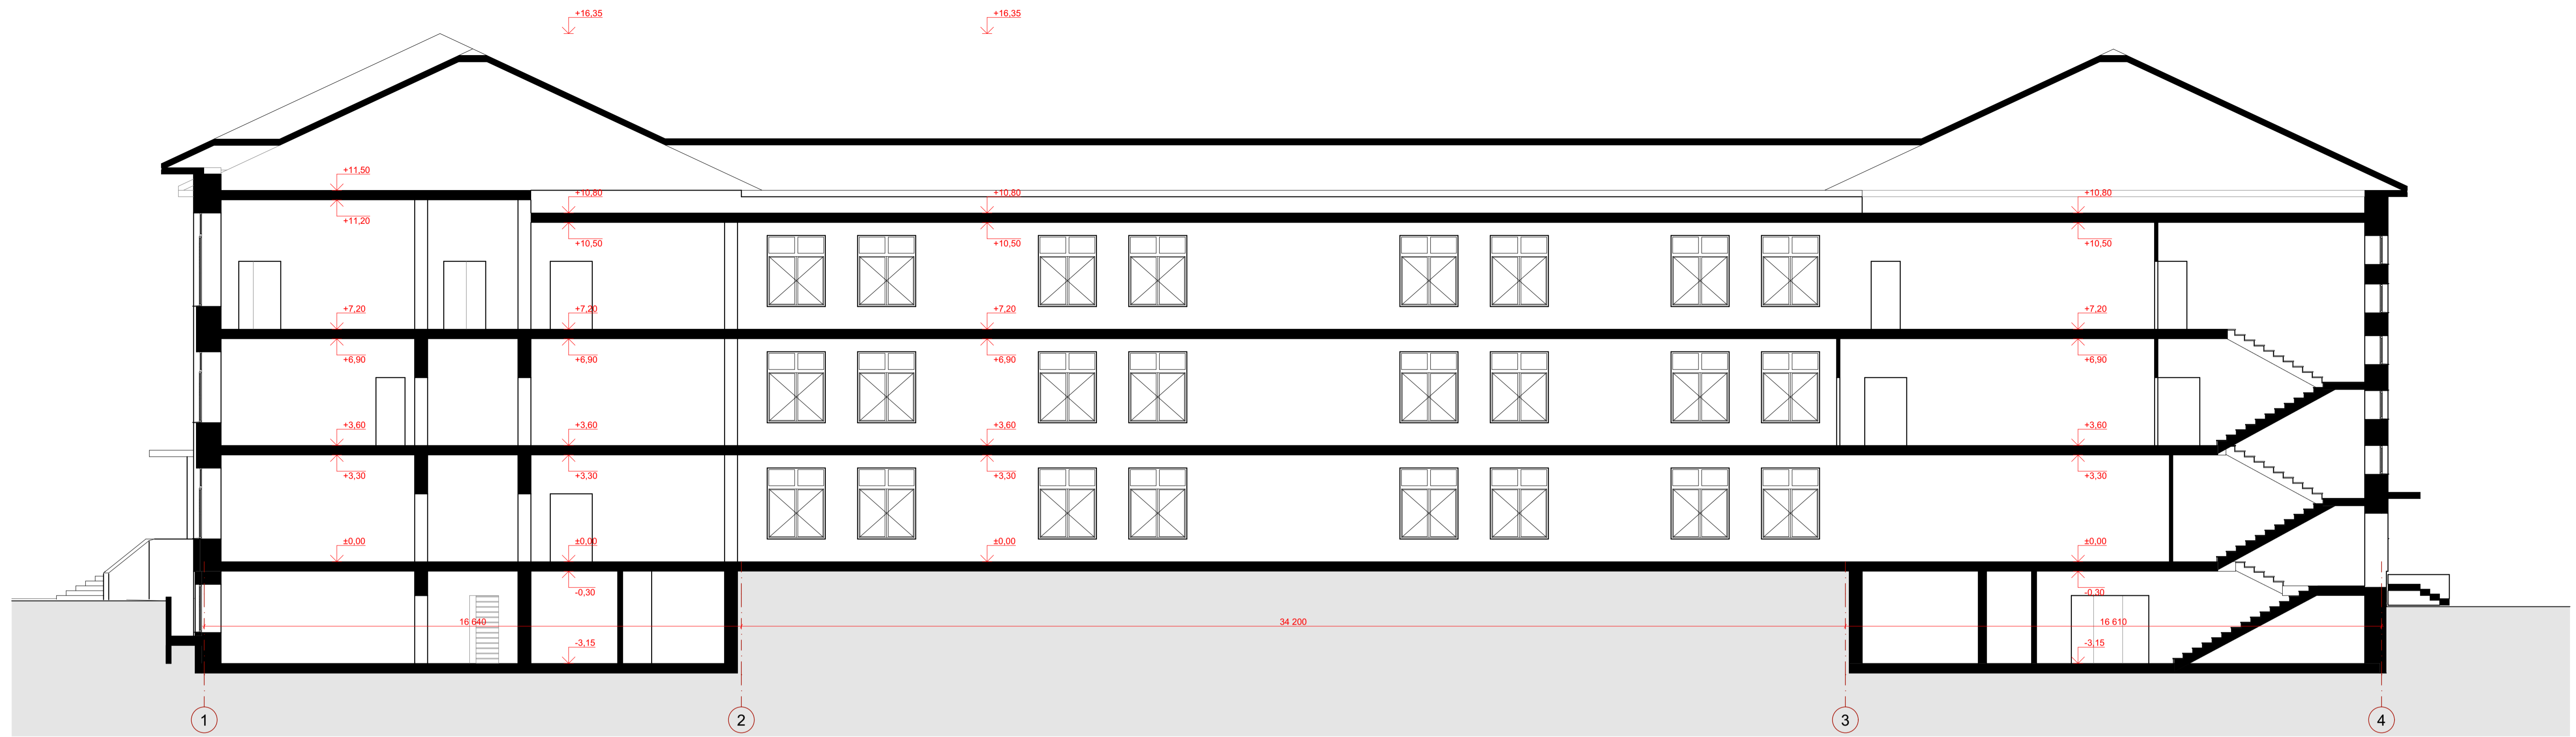 +16,35 +16,35
+11,50
+10,80 +10,80 +10,80
+11,20
+10,50 +10,50 +10,50
+7,20 +7,20 +7,20 +7,20
+6,90 +6,90 +6,90 +6,90
+3,60 +3,60 +3,60 +3,60
+3,30 +3,30 +3,30 +3,30
±0,00 ±0,00 ±0,00 ±0,00
-0,30 -0,30
16 640 34 200 16 610
-3,15 -3,15
1 2 3 4